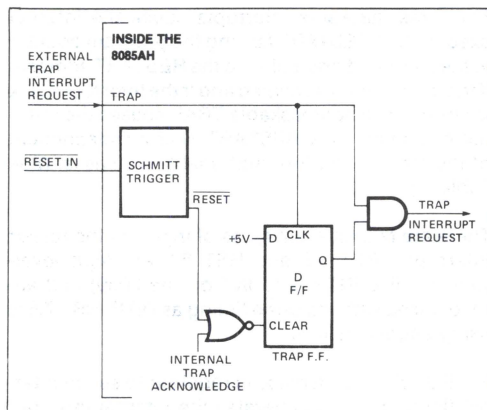 INSIDE THE
8085AH
EXTERNAL
TRAP
INTERRUPT
REQUEST
TRAP
RESET IN
SCHMITT
TRIGGER
RESET
+5V
D
CLK
Q
D
F/F
CLEAR
TRAP F.F.
INTERNAL
TRAP
ACKNOWLEDGE
TRAP
INTERRUPT
REQUEST